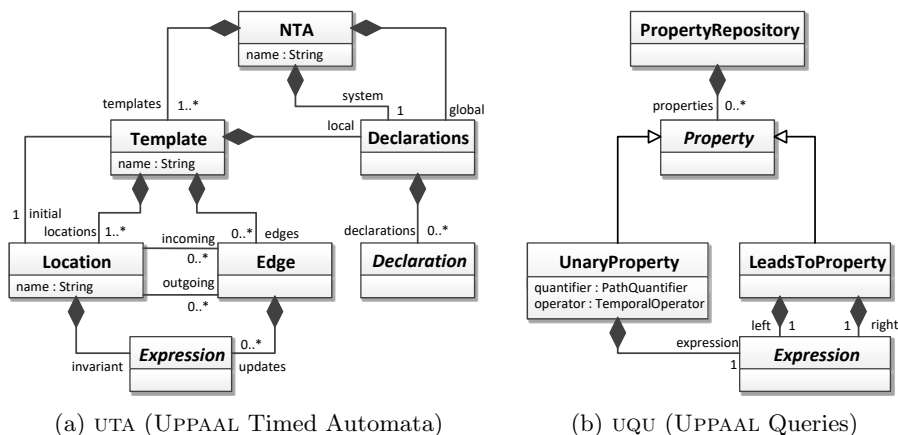 NTA
name : String
PropertyRepository
templates
1..*
system
1
global
properties
0..*
Template
name : String
local
Declarations
Property
1
initial
locations
1..*
incoming
0..*
0..*
edges
declarations
0..*
Location
name : String
outgoing
0..*
Edge
Declaration
UnaryProperty
quantifier : PathQuantifier
operator : TemporalOperator
LeadsToProperty
invariant
Expression
0..*
updates
expression
1
left
1
1
right
Expression
(a) UTA (UPPAAL Timed Automata)
(b) UQU (UPPAAL Queries)